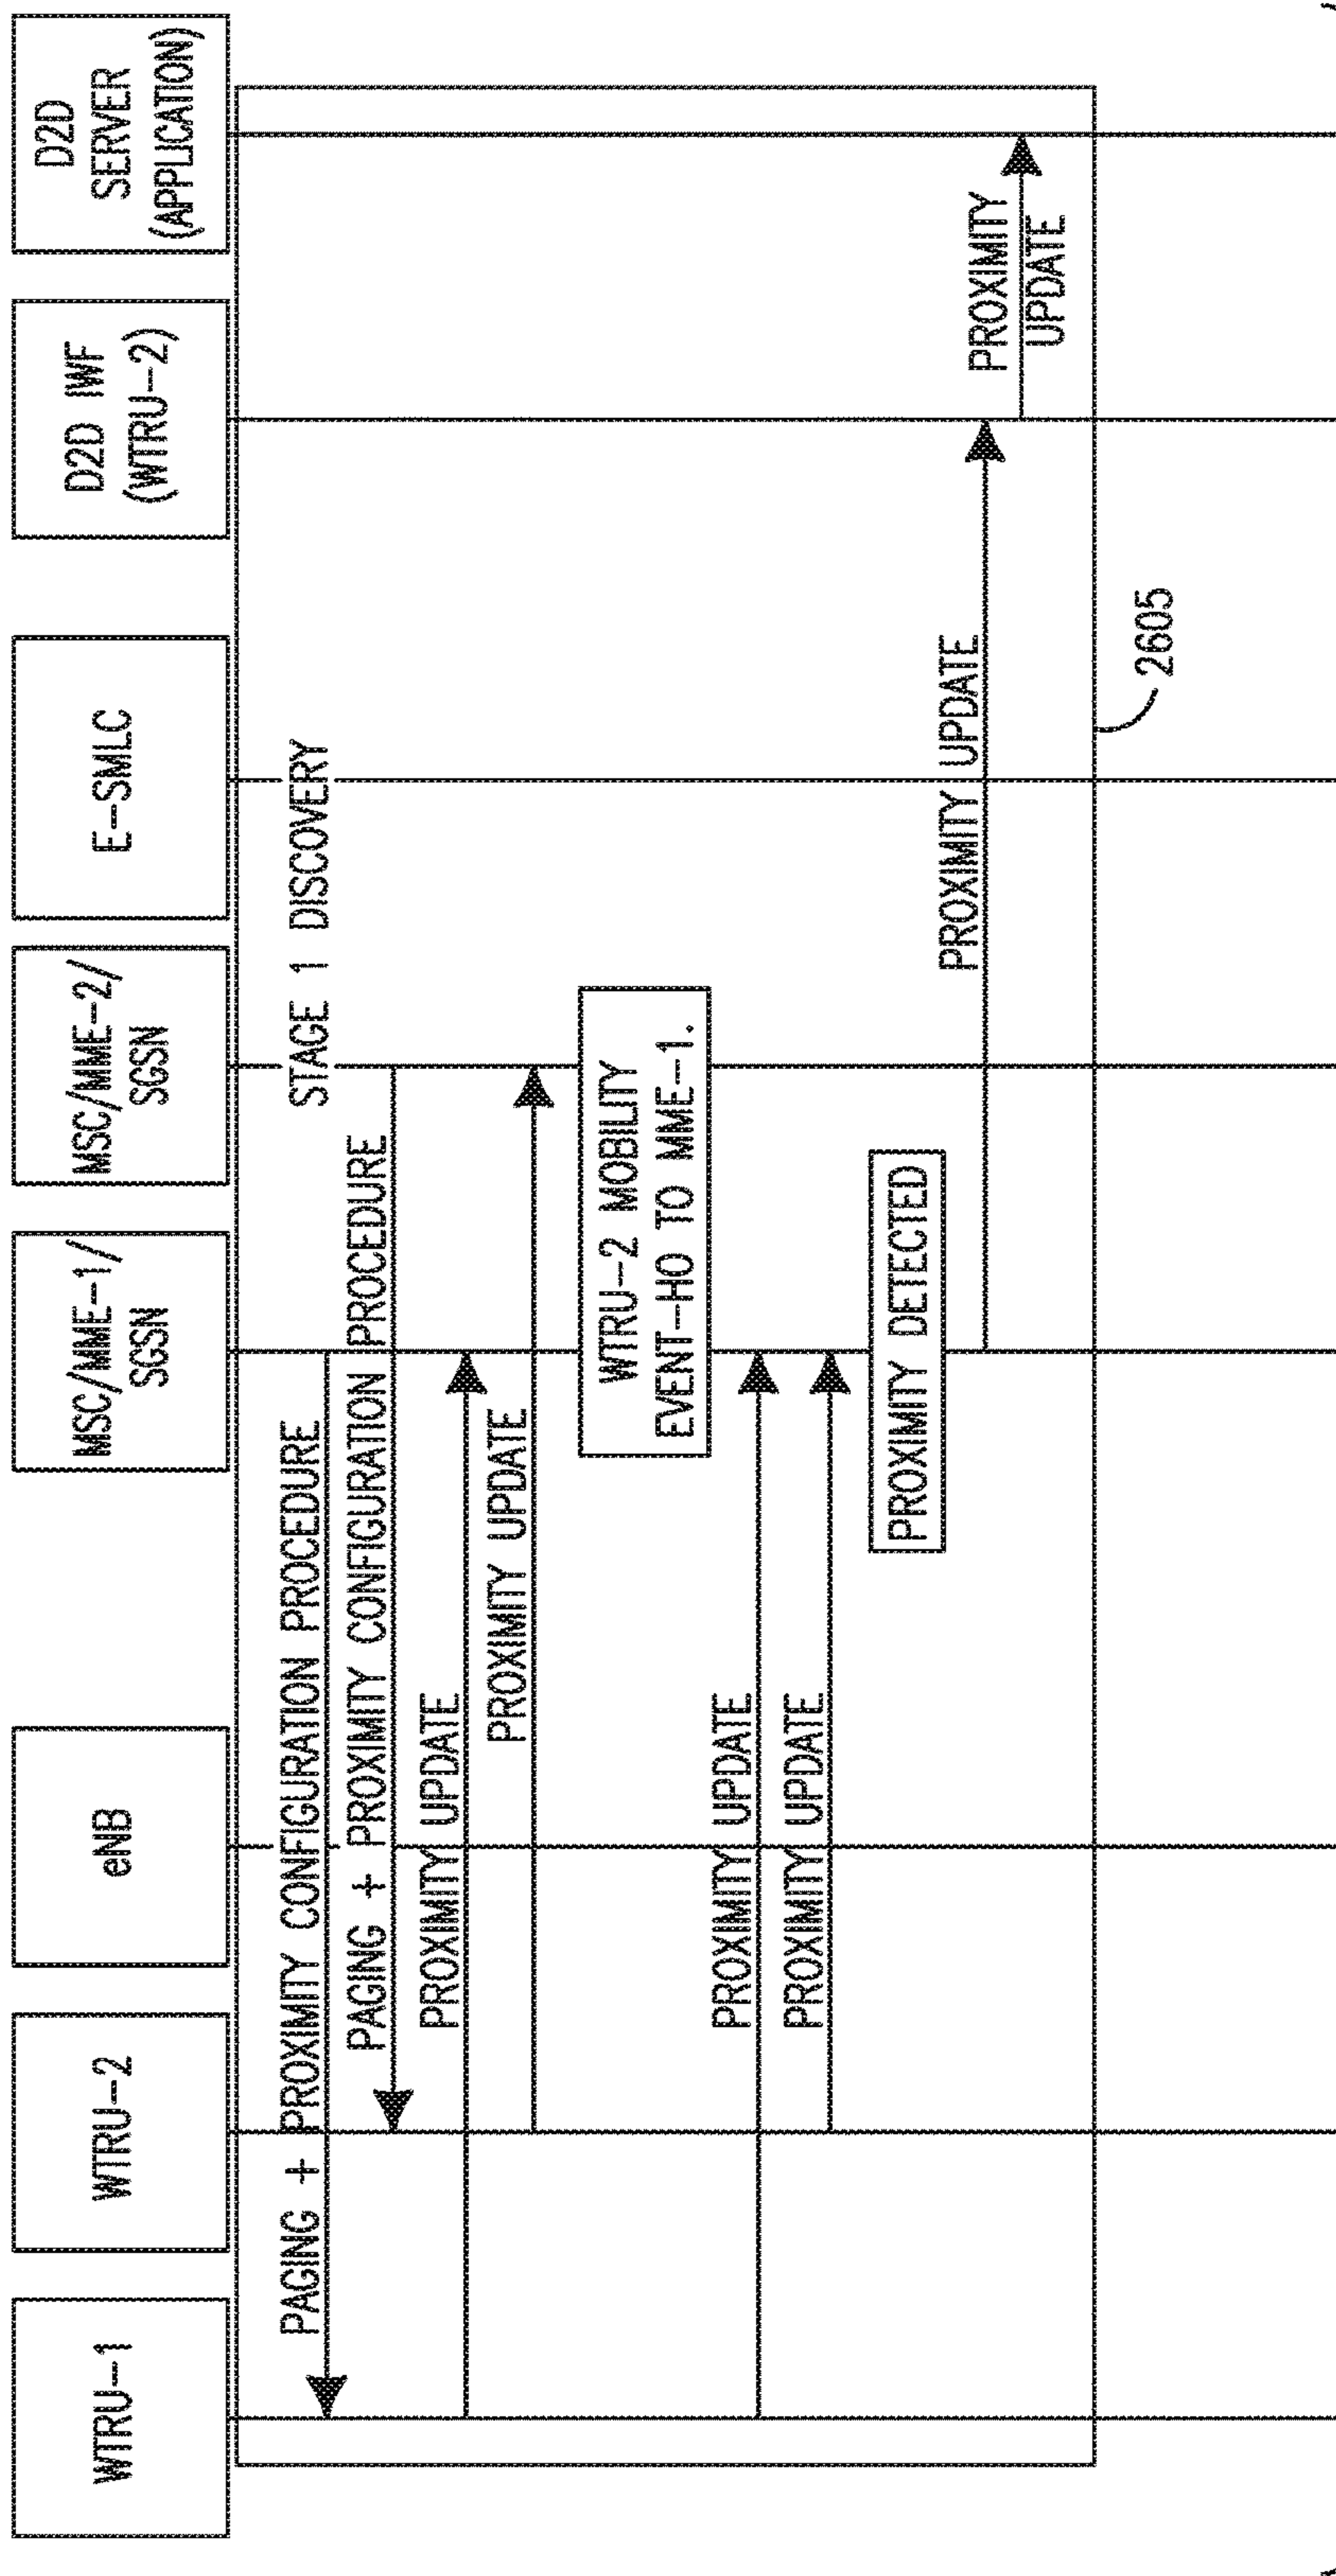 WTRU-1
WTRU-2
eNB
MSC/MME-1/
SGSN
MSC/MME-2/
SGSN
E-SMLC
D2D IWF
(WTRU-2)
D2D
SERVER
(APPLICATION)
STAGE 1 DISCOVERY
PAGING + PROXIMITY CONFIGURATION PROCEDURE
PAGING + PROXIMITY CONFIGURATION PROCEDURE
PROXIMITY UPDATE
PROXIMITY UPDATE
WTRU-2 MOBILITY
EVENT-HO TO MME-1.
PROXIMITY UPDATE
PROXIMITY UPDATE
PROXIMITY DETECTED
PROXIMITY UPDATE
PROXIMITY
UPDATE
2605